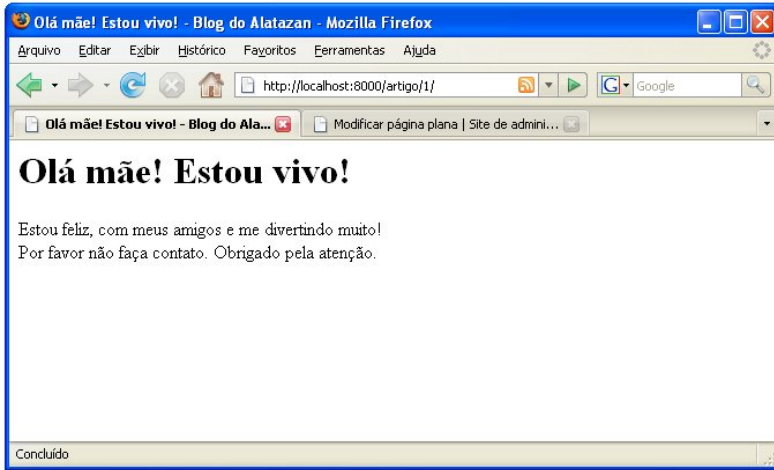 Olá mãe! Estou vivo! - Blog do Alatazan - Mozilla Firefox
Arquivo Editar Exibir Histórico Favoritos Ferramentas Ajuda
http://localhost:8000/artigo/1/ G Google
Olá mãe! Estou vivo! - Blog do Ala... Modificar página plana | Site de admini...
Olá mãe! Estou vivo!
Estou feliz, com meus amigos e me divertindo muito!
Por favor não faça contato. Obrigado pela atenção.
Concluído